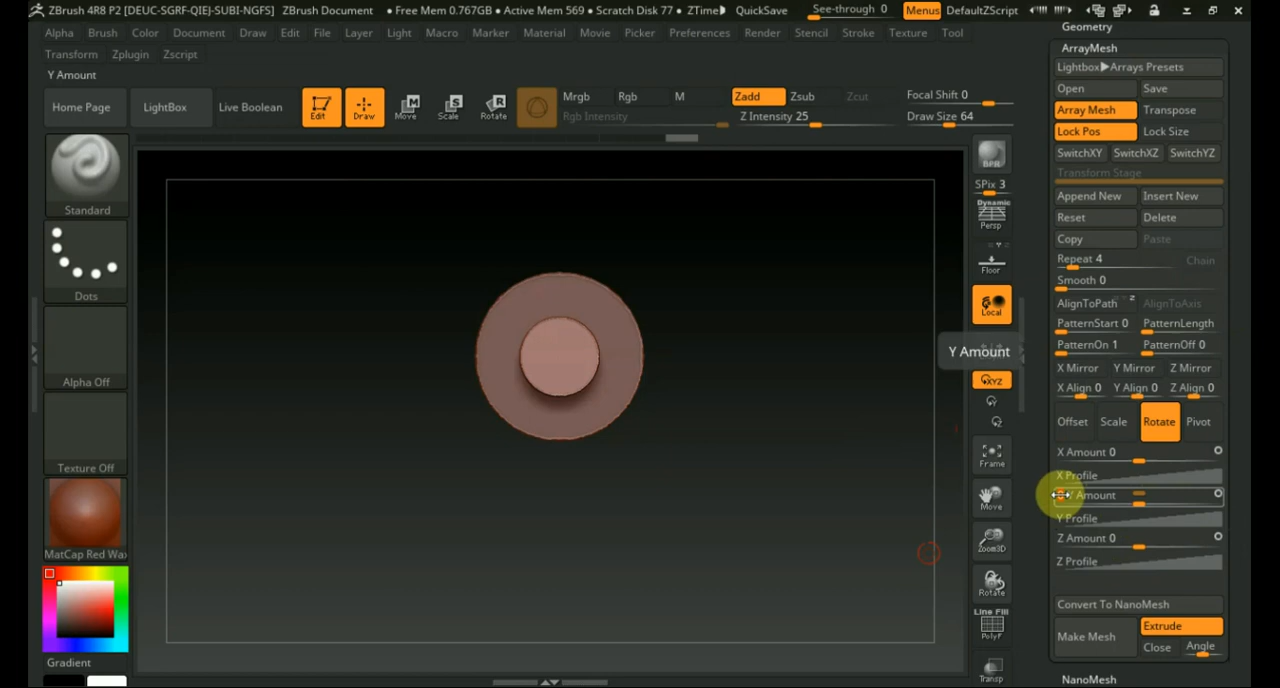 ZBrush 4R8 P2 [DEUC-SGRF-QIEJ-SUBI-NGFS] ZBrush Document • Free Mem 0.767GB • Active Mem 569 • Scratch Disk 77 • ZTime QuickSave See-through 0 Menus DefaultZScript
Alpha Brush Color Document Draw Edit File Layer Light Macro Marker Material Movie Picker Preferences Render Stencil Stroke Texture Tool
Transform Zplugin Zscript
Y Amount
Home Page LightBox Live Boolean Edit Draw Move Scale Rotate
Mrgb Rgb M Zadd Zsub Zcut Focal Shift 0
Rgb Intensity Z Intensity 25 Draw Size 64
Standard
Dots
Alpha Off
Texture Off
MatCap Red Wax
Gradient
BPR
SPix 3
Dynamic
Persp
Floor
Local
Y Amount
XYZ
Y
Z
Frame
Move
Zoom3D
Rotate
Line Fill
PolyF
Transp
Geometry
ArrayMesh
Lightbox▶Arrays Presets
Open Save
Array Mesh Transpose
Lock Pos Lock Size
SwitchXY SwitchXZ SwitchYZ
Transform Stage
Append New Insert New
Reset Delete
Copy Paste
Repeat 4 Chain
Smooth 0
AlignToPath AlignToAxis
PatternStart 0 PatternLength
PatternOn 1 PatternOff 0
X Mirror Y Mirror Z Mirror
X Align 0 Y Align 0 Z Align 0
Offset Scale Rotate Pivot
X Amount 0
X Profile
Y Amount
Y Profile
Z Amount 0
Z Profile
Convert To NanoMesh
Make Mesh Extrude
Close Angle
NanoMesh